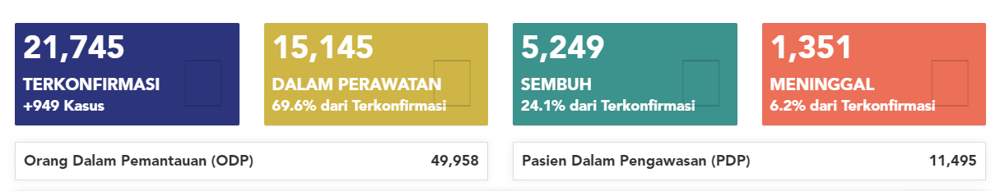 21,745
TERKONFIRMASI
+949 Kasus
15,145
DALAM PERAWATAN
69.6% dari Terkonfirmasi
5,249
SEMBUH
24.1% dari Terkonfirmasi
1,351
MENINGGAL
6.2% dari Terkonfirmasi
Orang Dalam Pemantauan (ODP) 49,958
Pasien Dalam Pengawasan (PDP) 11,495